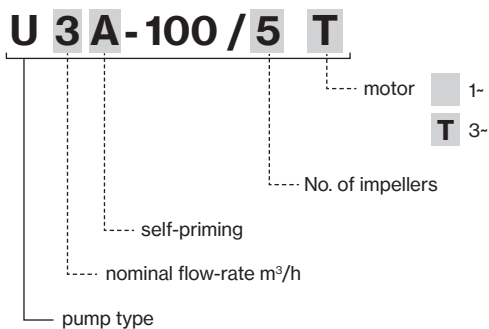 U 3 A - 100 / 5 T
motor 1~
T 3~
No. of impellers
self-priming
nominal flow-rate m³/h
pump type